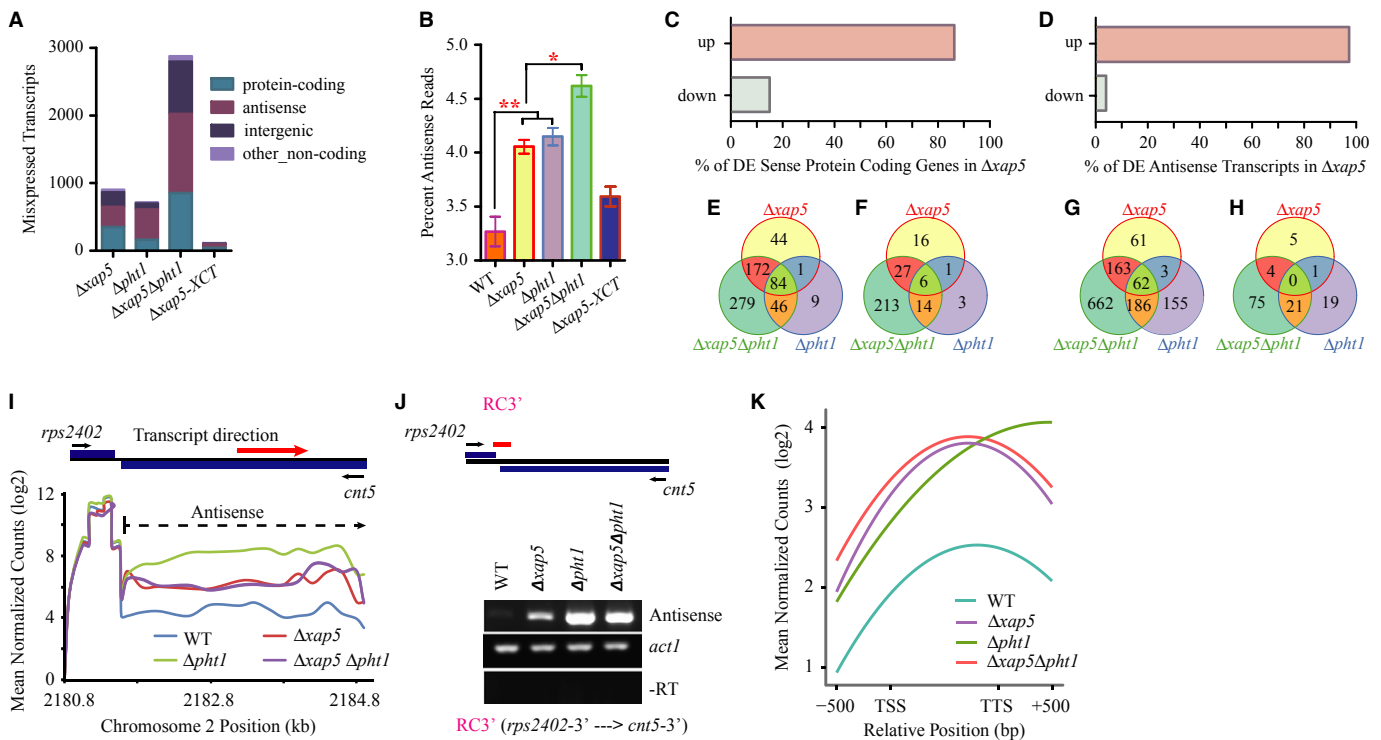 A
3000
2000
1000
0
Misxpressed Transcripts
protein-coding
antisense
intergenic
other_non-coding
Δxap5
Δpht1
Δxap5Δpht1
Δxap5-XCT
B
5.0
4.5
4.0
3.5
3.0
Percent Antisense Reads
**
*
WT
Δxap5
Δpht1
Δxap5Δpht1
Δxap5-XCT
C
up
down
0 20 40 60 80 100
% of DE Sense Protein Coding Genes in Δxap5
D
up
down
0 20 40 60 80 100
% of DE Antisense Transcripts in Δxap5
E
Δxap5
44
172 1
84
279 46 9
Δxap5Δpht1 Δpht1
F
Δxap5
16
27 1
6
213 14 3
Δxap5Δpht1 Δpht1
G
Δxap5
61
163 3
62
662 186 155
Δxap5Δpht1 Δpht1
H
Δxap5
5
4 1
0
75 21 19
Δxap5Δpht1 Δpht1
I
rps2402
Transcript direction
cnt5
12
8
4
0
Mean Normalized Counts (log2)
Antisense
WT Δxap5
Δpht1 Δxap5 Δpht1
2180.8 2182.8 2184.8
Chromosome 2 Position (kb)
J
RC3'
rps2402
cnt5
WT
Δxap5
Δpht1
Δxap5Δpht1
Antisense
act1
-RT
RC3' (rps2402-3' ---> cnt5-3')
K
4
3
2
1
Mean Normalized Counts (log2)
WT
Δxap5
Δpht1
Δxap5Δpht1
−500 TSS TTS +500
Relative Position (bp)